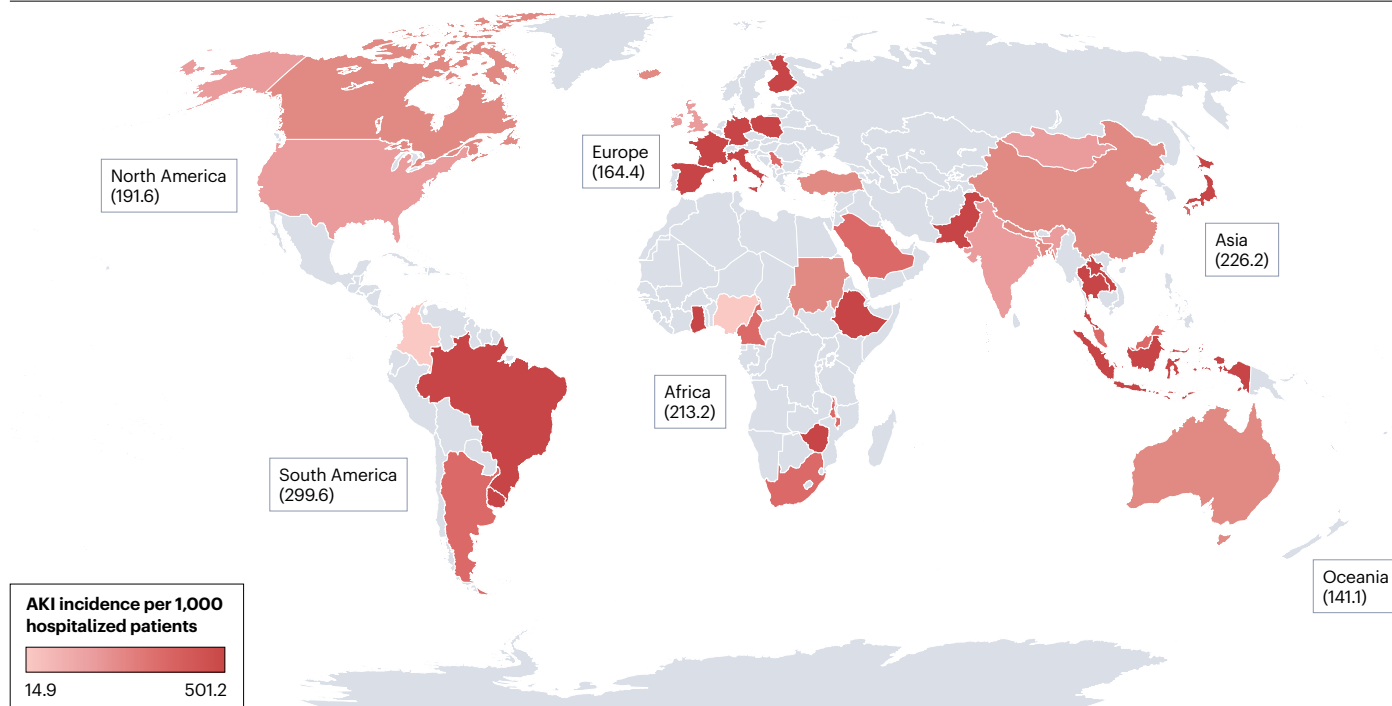 North America
(191.6)
Europe
(164.4)
Asia
(226.2)
Africa
(213.2)
South America
(299.6)
Oceania
(141.1)
AKI incidence per 1,000
hospitalized patients
14.9
501.2